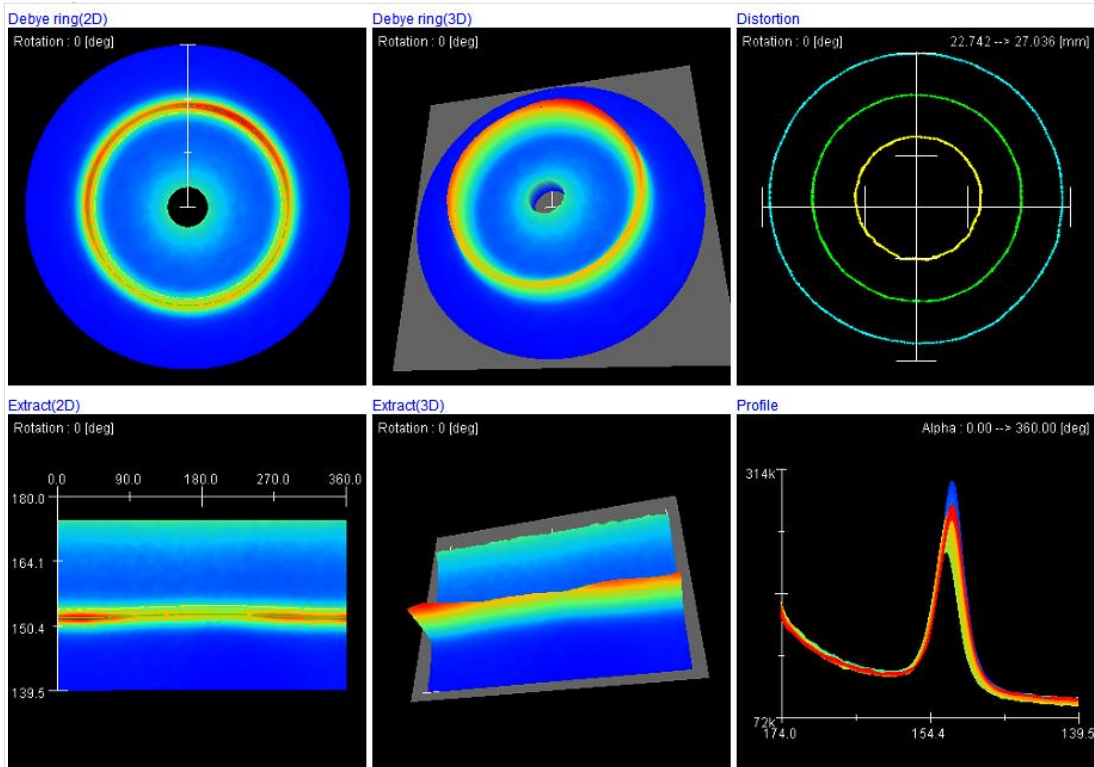 Debye ring(2D)
Rotation : 0 [deg]
Debye ring(3D)
Rotation : 0 [deg]
Distortion
Rotation : 0 [deg]
22.742 --> 27.036 [mm]
Extract(2D)
Rotation : 0 [deg]
0.0 90.0 180.0 270.0 360.0
180.0
164.1
150.4
139.5
Extract(3D)
Rotation : 0 [deg]
Profile
Alpha : 0.00 --> 360.00 [deg]
314k
72k
174.0 154.4 139.5